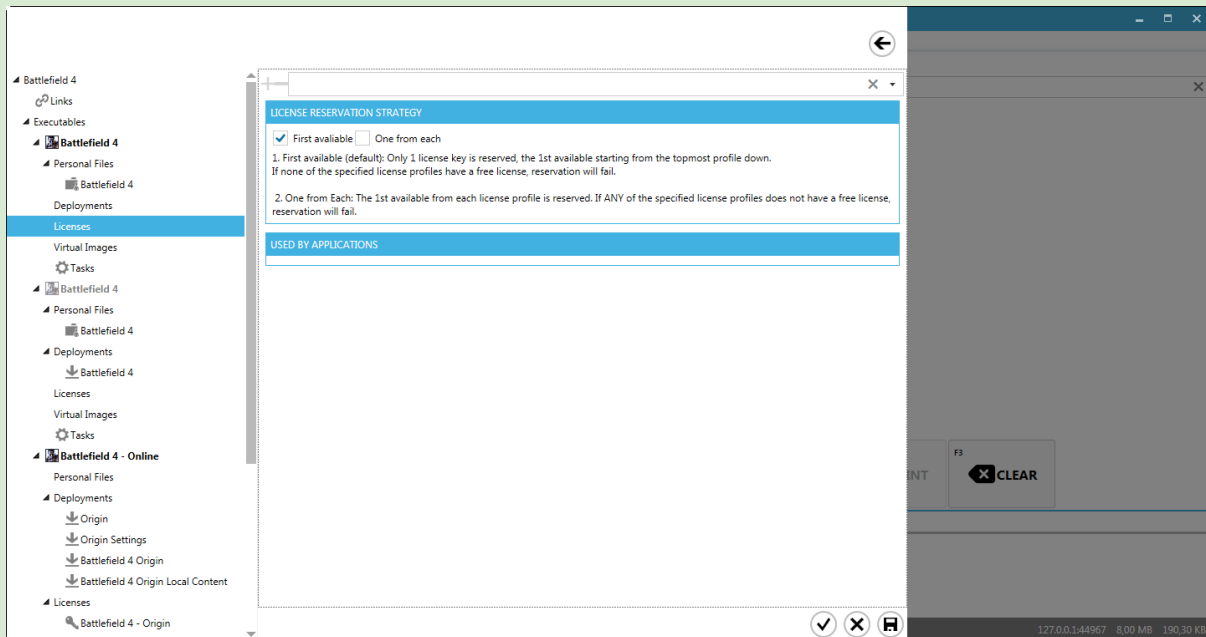 Battlefield 4
Links
Executables
Battlefield 4
Personal Files
Battlefield 4
Deployments
Licenses
Virtual Images
Tasks
Battlefield 4
Personal Files
Battlefield 4
Deployments
Battlefield 4
Licenses
Virtual Images
Tasks
Battlefield 4 - Online
Personal Files
Deployments
Origin
Origin Settings
Battlefield 4 Origin
Battlefield 4 Origin Local Content
Licenses
Battlefield 4 - Origin
LICENSE RESERVATION STRATEGY
First avaliable One from each
1. First available (default): Only 1 license key is reserved, the 1st available starting from the topmost profile down.
If none of the specified license profiles have a free license, reservation will fail.
2. One from Each: The 1st available from each license profile is reserved. If ANY of the specified license profiles does not have a free license,
reservation will fail.
USED BY APPLICATIONS
F3
CLEAR
127.0.0.1:44967 8,00 MB 190,30 KB